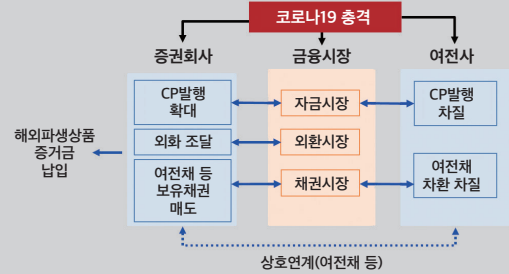 코로나19 충격
증권회사
금융시장
여전사
CP발행
확대
자금시장
CP발행
차질
해외파생상품
증거금
납입
외화 조달
외환시장
여전채 등
보유채권
매도
채권시장
여전채
차환 차질
상호연계(여전채 등)